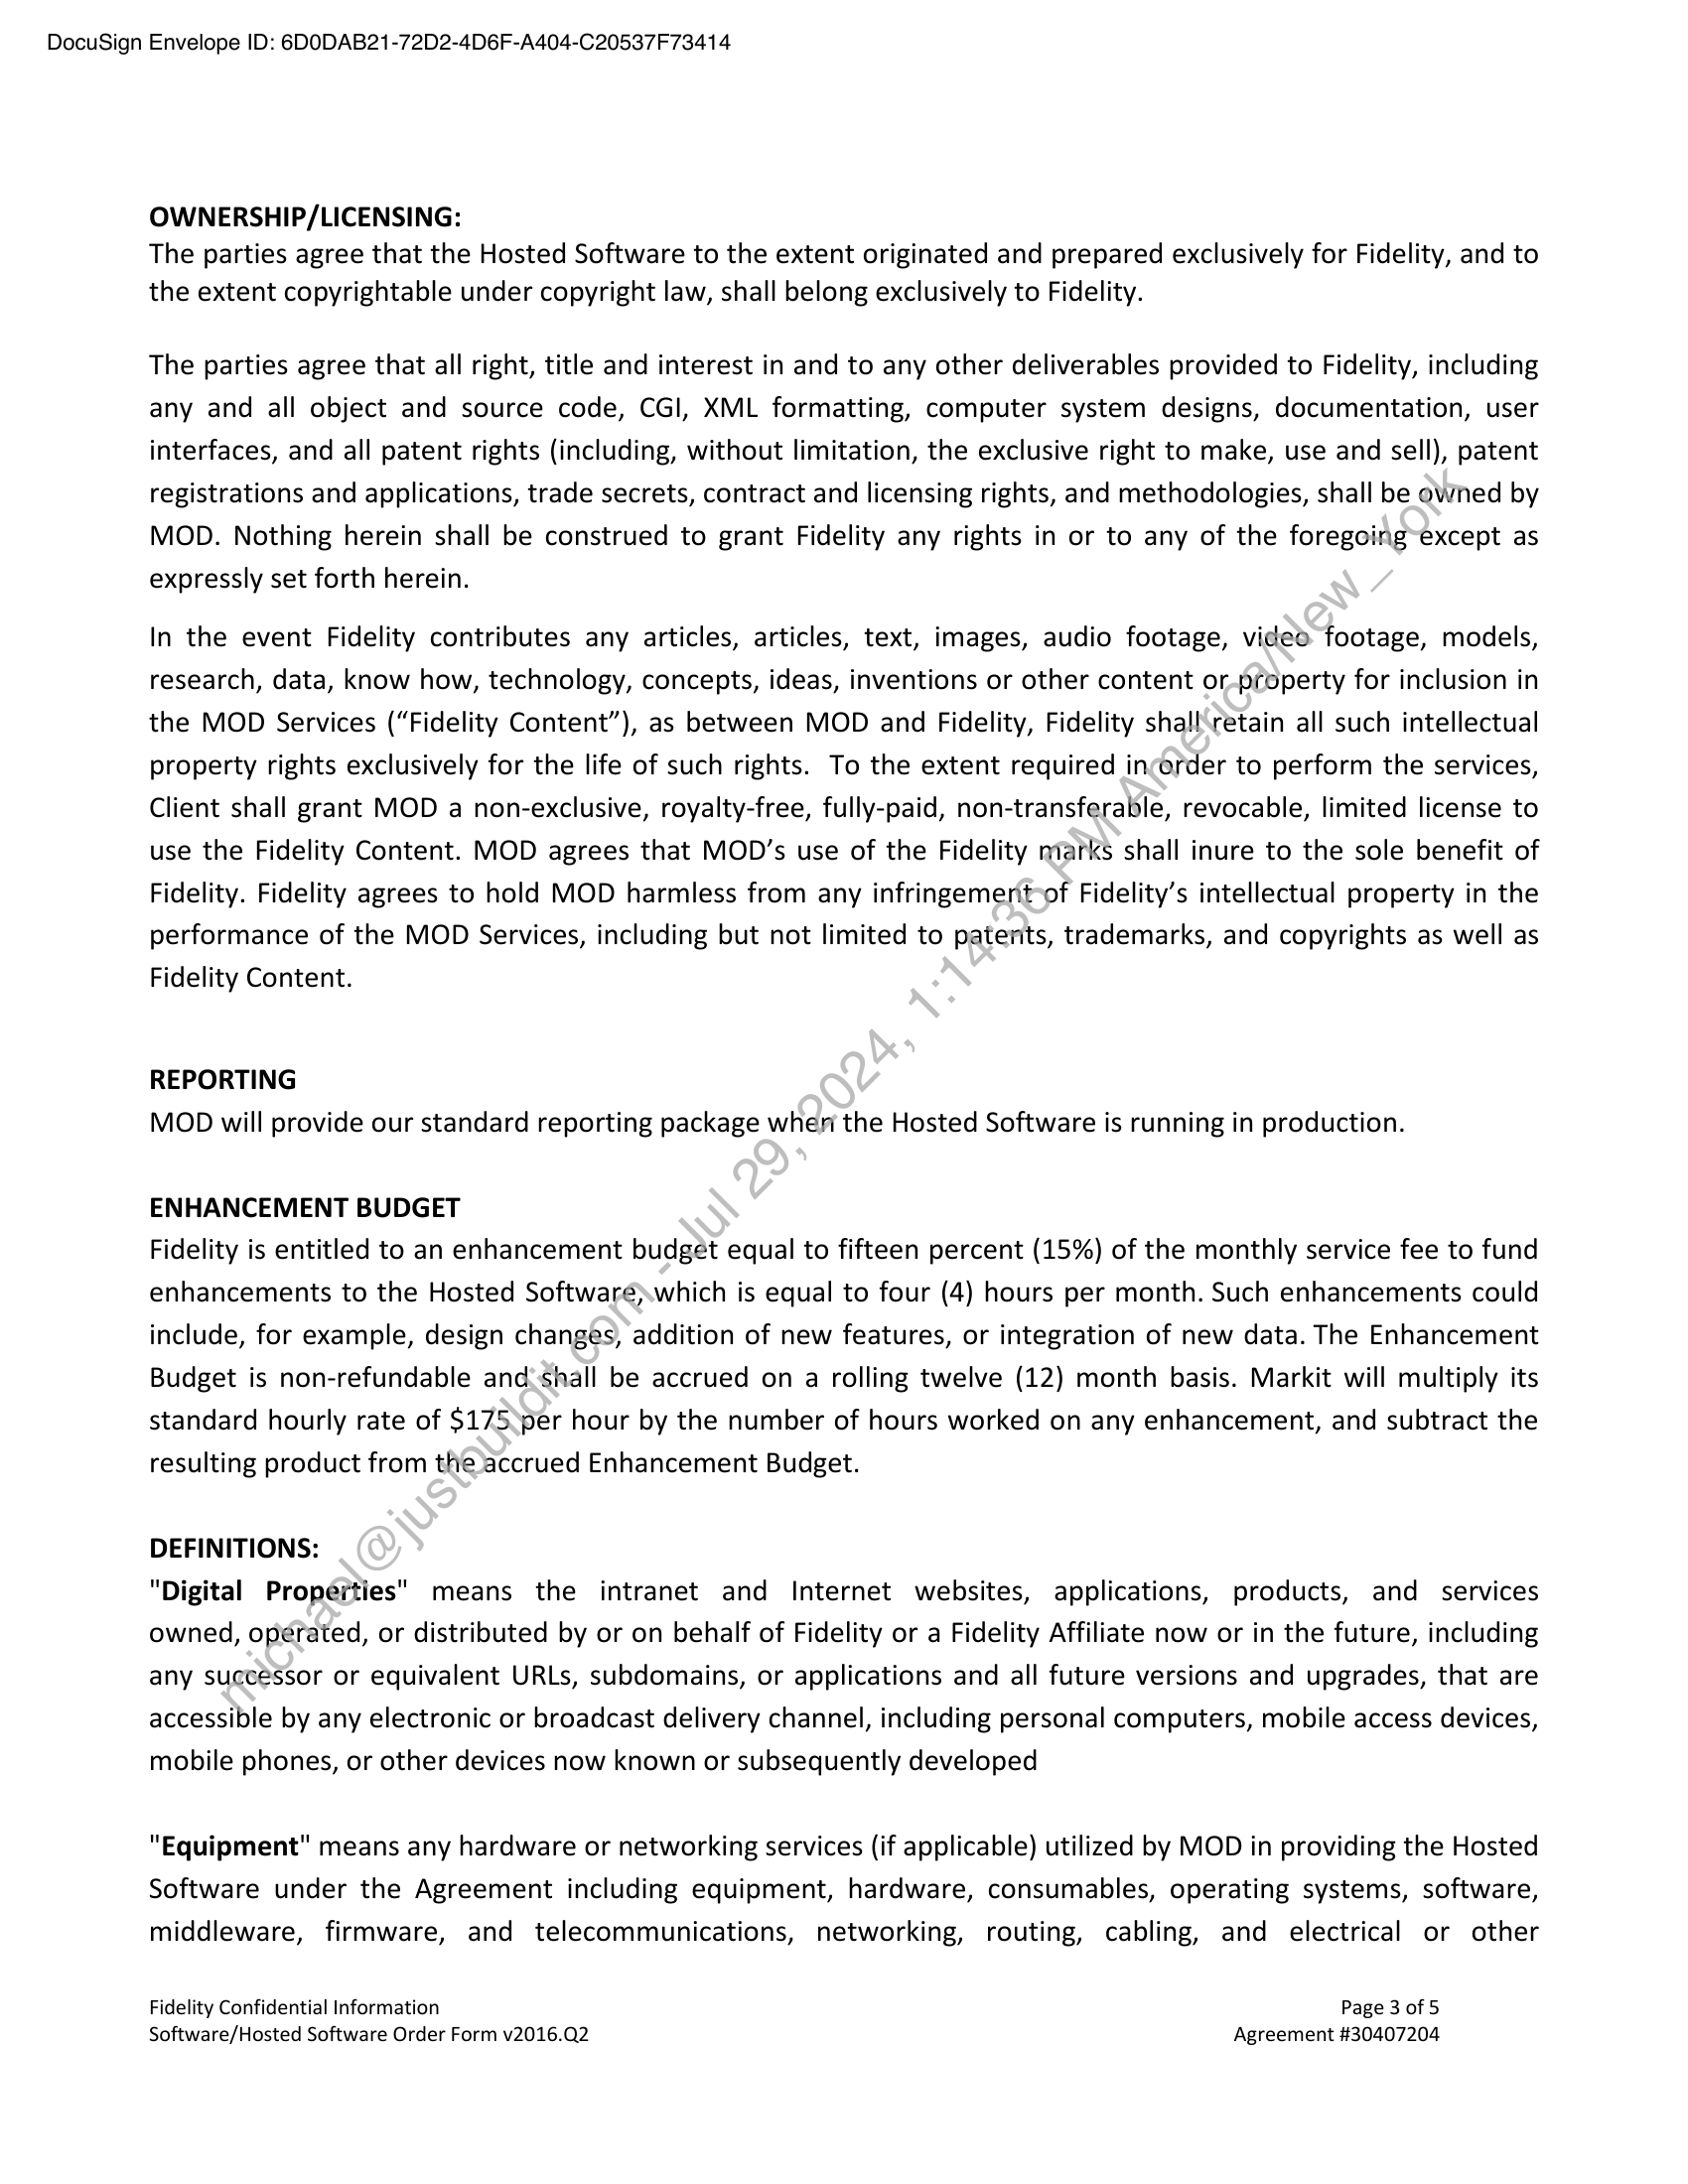 DocuSign Envelope ID: 6D0DAB21-72D2-4D6F-A404-C20537F73414
OWNERSHIP/LICENSING:
The parties agree that the Hosted Software to the extent originated and prepared exclusively for Fidelity, and to
the extent copyrightable under copyright law, shall belong exclusively to Fidelity.
The parties agree that all right, title and interest in and to any other deliverables provided to Fidelity, including
any and all object and source code, CGI, XML formatting, computer system designs, documentation, user
interfaces, and all patent rights (including, without limitation, the exclusive right to make, use and sell), patent
registrations and applications, trade secrets, contract and licensing rights, and methodologies, shall be owned by
MOD. Nothing herein shall be construed to grant Fidelity any rights in or to any of the foregoing except as
expressly set forth herein.
In the event Fidelity contributes any articles, articles, text, images, audio footage, video footage, models,
research, data, know how, technology, concepts, ideas, inventions or other content or property for inclusion in
the MOD Services (“Fidelity Content”), as between MOD and Fidelity, Fidelity shall retain all such intellectual
property rights exclusively for the life of such rights.  To the extent required in order to perform the services,
Client shall grant MOD a non-exclusive, royalty-free, fully-paid, non-transferable, revocable, limited license to
use the Fidelity Content. MOD agrees that MOD’s use of the Fidelity marks shall inure to the sole benefit of
Fidelity. Fidelity agrees to hold MOD harmless from any infringement of Fidelity’s intellectual property in the
performance of the MOD Services, including but not limited to patents, trademarks, and copyrights as well as
Fidelity Content.
REPORTING
MOD will provide our standard reporting package when the Hosted Software is running in production.
ENHANCEMENT BUDGET
Fidelity is entitled to an enhancement budget equal to fifteen percent (15%) of the monthly service fee to fund
enhancements to the Hosted Software, which is equal to four (4) hours per month. Such enhancements could
include, for example, design changes, addition of new features, or integration of new data. The Enhancement
Budget is non-refundable and shall be accrued on a rolling twelve (12) month basis. Markit will multiply its
standard hourly rate of $175 per hour by the number of hours worked on any enhancement, and subtract the
resulting product from the accrued Enhancement Budget.
DEFINITIONS:
"Digital Properties" means the intranet and Internet websites, applications, products, and services
owned, operated, or distributed by or on behalf of Fidelity or a Fidelity Affiliate now or in the future, including
any successor or equivalent URLs, subdomains, or applications and all future versions and upgrades, that are
accessible by any electronic or broadcast delivery channel, including personal computers, mobile access devices,
mobile phones, or other devices now known or subsequently developed
"Equipment" means any hardware or networking services (if applicable) utilized by MOD in providing the Hosted
Software under the Agreement including equipment, hardware, consumables, operating systems, software,
middleware, firmware, and telecommunications, networking, routing, cabling, and electrical or other
Fidelity Confidential Information
Software/Hosted Software Order Form v2016.Q2
Page 3 of 5
Agreement #30407204
michael@justbuildit.com - Jul 29, 2024, 1:14:36 PM America/New_York